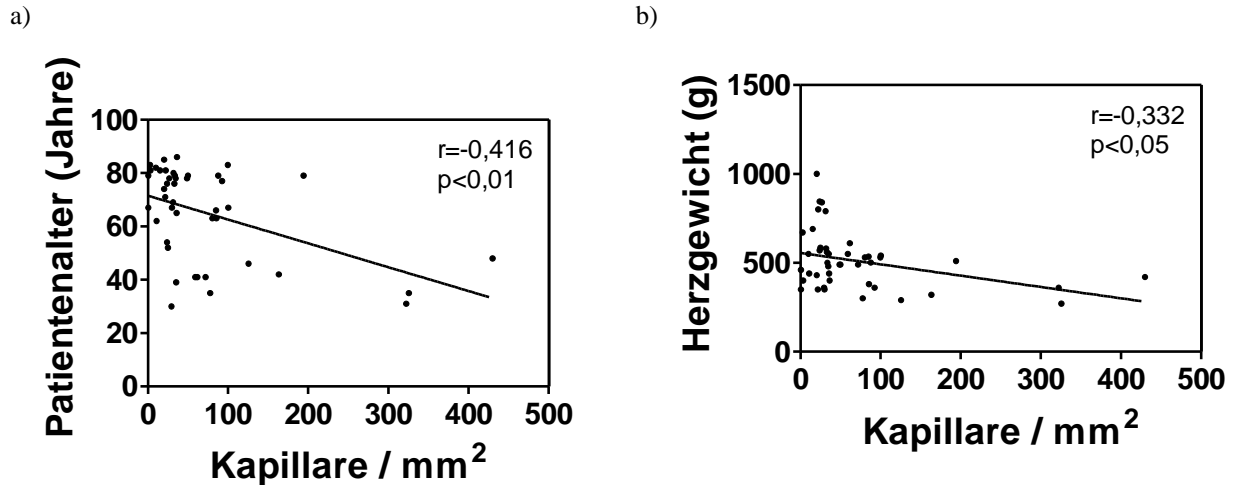 a)
b)
Patientenalter (Jahre)
100
80
60
40
20
0
r=-0,416
p<0,01
0 100 200 300 400 500
Kapillare / mm²
Herzgewicht (g)
1500
1000
500
0
r=-0,332
p<0,05
0 100 200 300 400 500
Kapillare / mm²